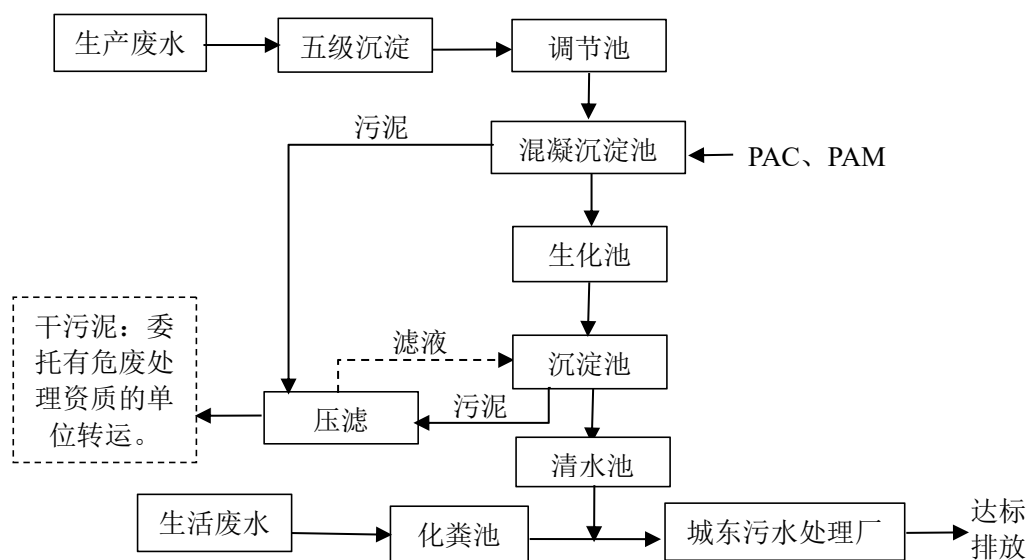 生产废水
五级沉淀
调节池
污泥
混凝沉淀池
PAC、PAM
生化池
干污泥：委
托有危废处
理资质的单
位转运。
滤液
沉淀池
压滤
污泥
清水池
生活废水
化粪池
城东污水处理厂
达标
排放